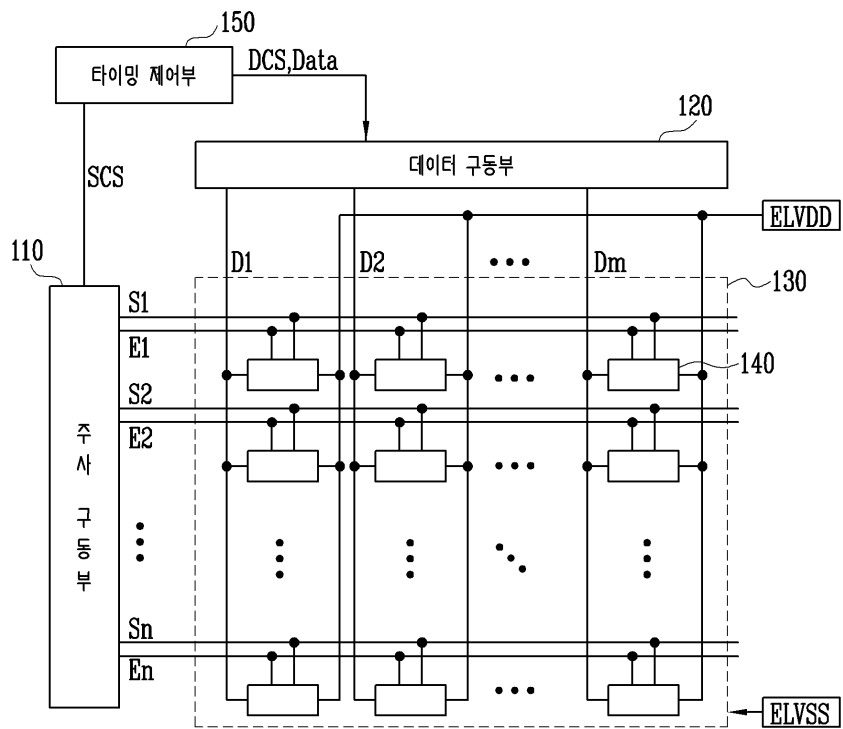 150
타이밍 제어부
DCS,Data
120
데이터 구동부
SCS
ELVDD
110
D1
D2
Dm
130
S1
E1
140
S2
E2
주사 구동부
Sn
En
ELVSS